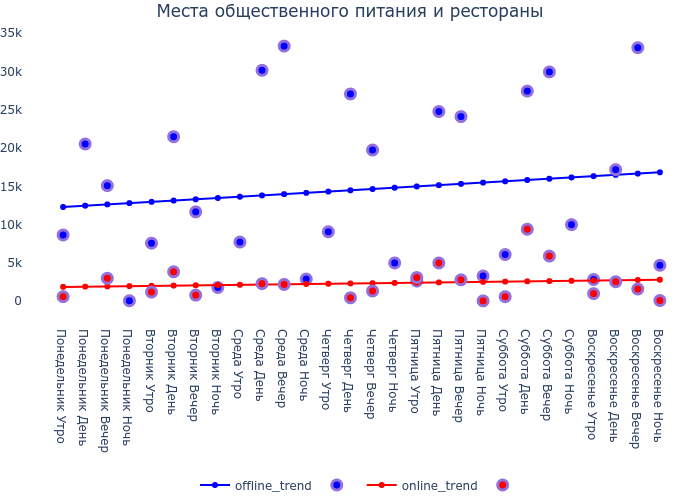 Места общественного питания и рестораны
35k
30k
25k
20k
15k
10k
5k
0
Понедельник Утро
Понедельник День
Понедельник Вечер
Понедельник Ночь
Вторник Утро
Вторник День
Вторник Вечер
Вторник Ночь
Среда Утро
Среда День
Среда Вечер
Среда Ночь
Четверг Утро
Четверг День
Четверг Вечер
Четверг Ночь
Пятница Утро
Пятница День
Пятница Вечер
Пятница Ночь
Суббота Утро
Суббота День
Суббота Вечер
Суббота Ночь
Воскресенье Утро
Воскресенье День
Воскресенье Вечер
Воскресенье Ночь
offline_trend
online_trend